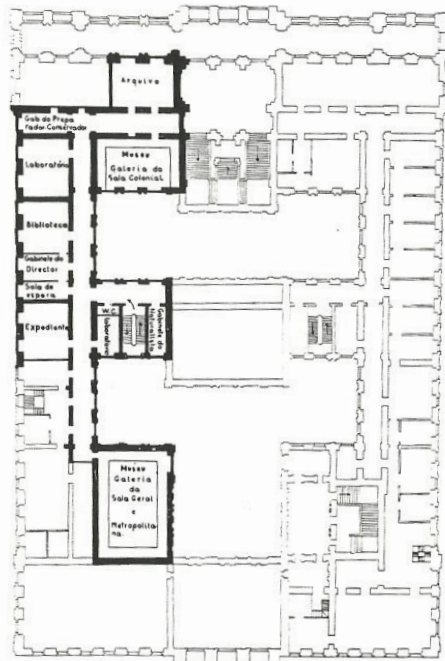 Arquivo
Gab. do Prepa
rador Conservador
Laboratório
Museu
Galeria da
Sala Colonial
Biblioteca
Gabinete do
Director
Sala de
espera
Expediente
W.C.
Laboratório
Gabinete do
Naturalista
Museu
Galeria
da
Sala Geral
e
Metropolita
na.